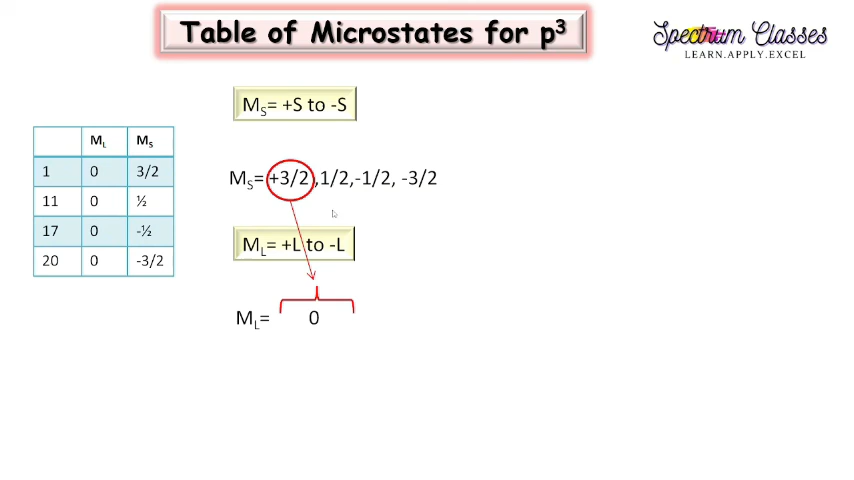 Table of Microstates for p³
Spectrum Classes
LEARN.APPLY.EXCEL
M_S= +S to -S
M_L M_S
1 0 3/2
11 0 ½
17 0 -½
20 0 -3/2
M_S= +3/2 ,1/2,-1/2, -3/2
M_L= +L to -L
M_L= 0